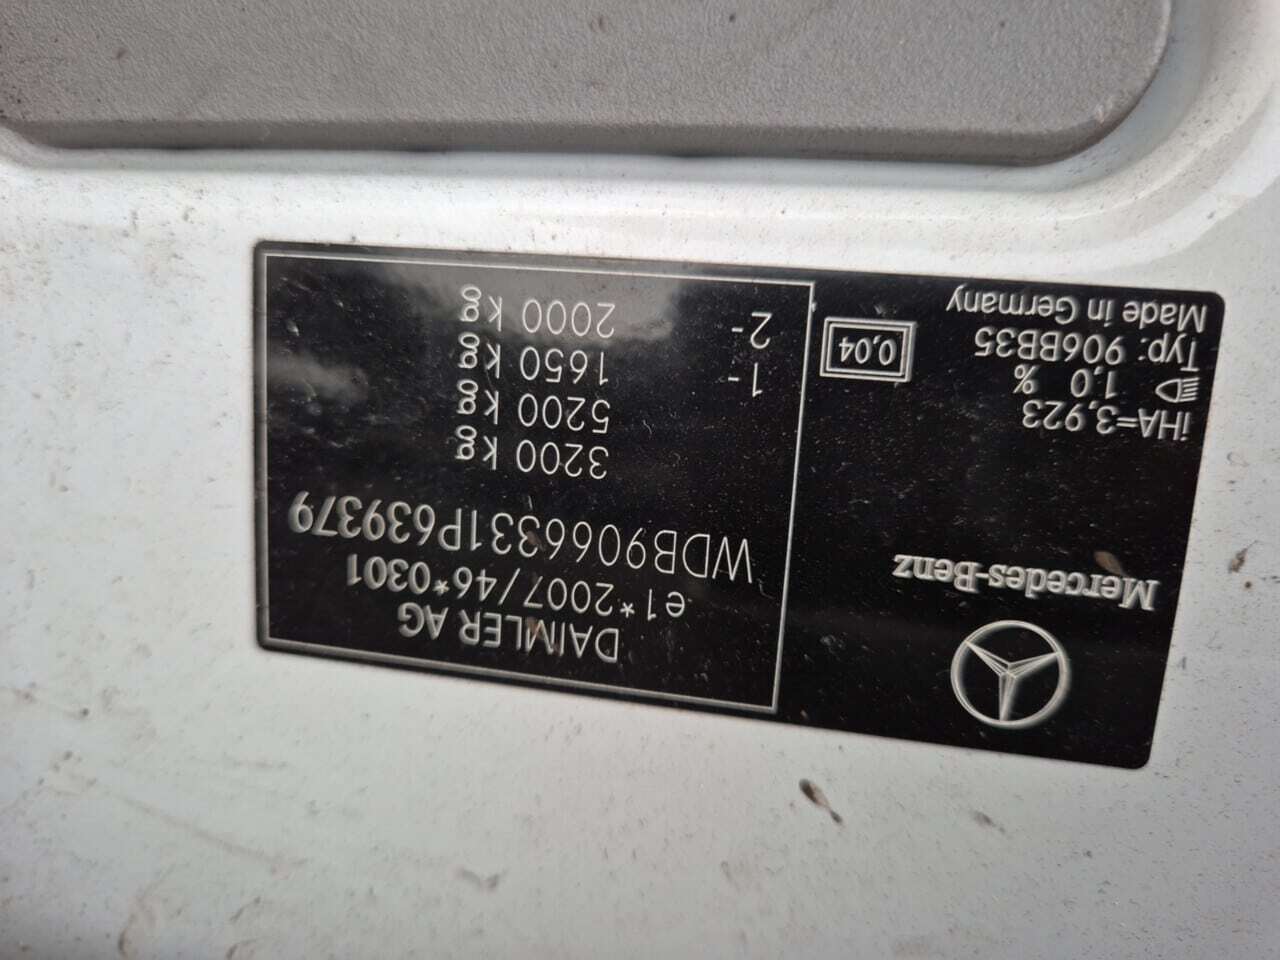 Mercedes-Benz
iHA=3,923
1,0 %
Typ: 906BB35
Made in Germany
0,04
DAIMLER AG
e1*2007/46*0301
WDB9066331P639379
3200 kg
5200 kg
1- 1650 kg
2- 2000 kg